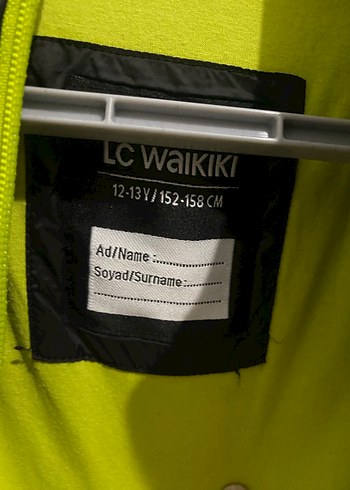 LC WAIKIKI
12-13 Y / 152-158 CM
Ad/Name :....................
Soyad/Surname:..........
..................................